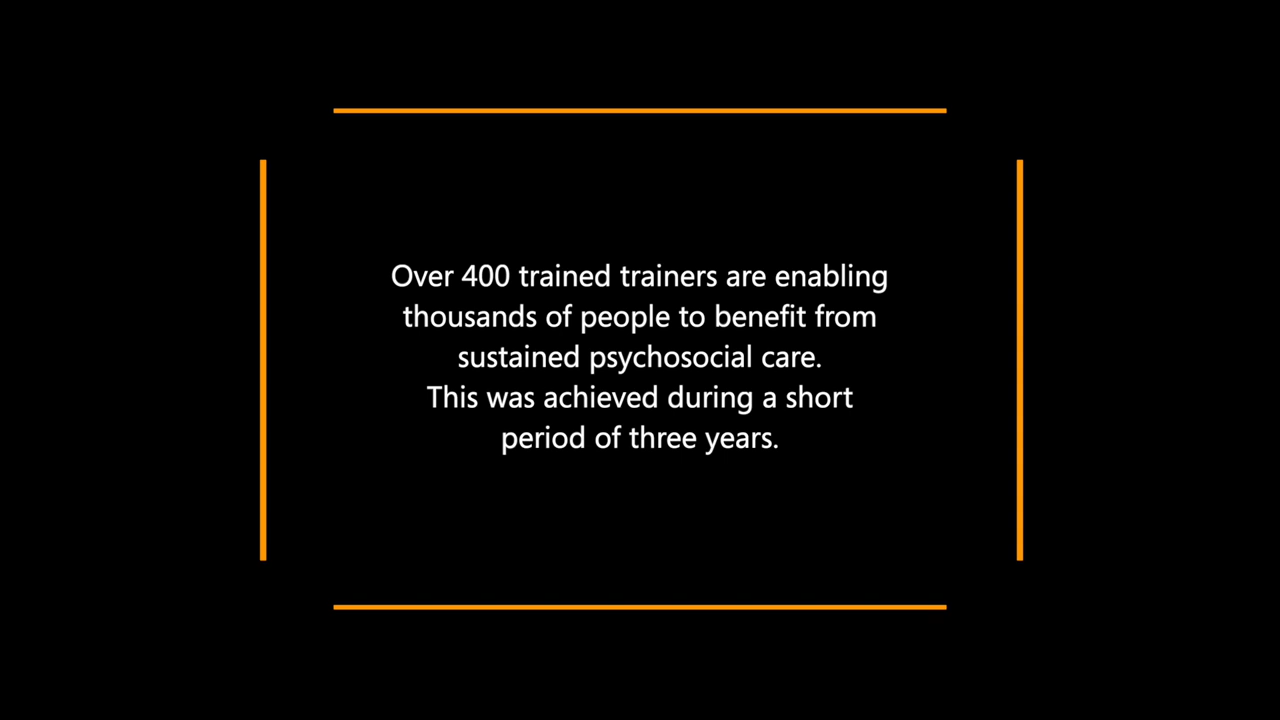 Over 400 trained trainers are enabling
thousands of people to benefit from
sustained psychosocial care.
This was achieved during a short
period of three years.